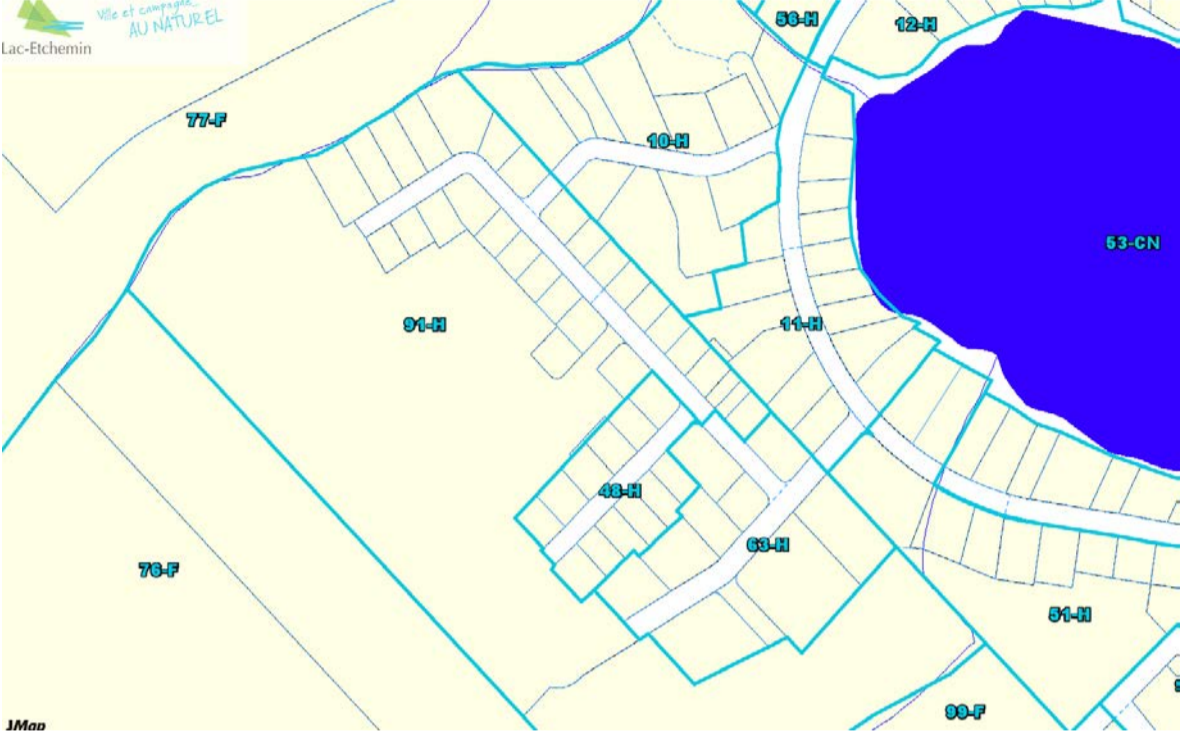 Ville et campagne...
AU NATUREL
Lac-Etchemin
56-H
12-H
77-F
10-H
53-CN
91-H
11-H
48-H
63-H
76-F
51-H
99-F
JMap